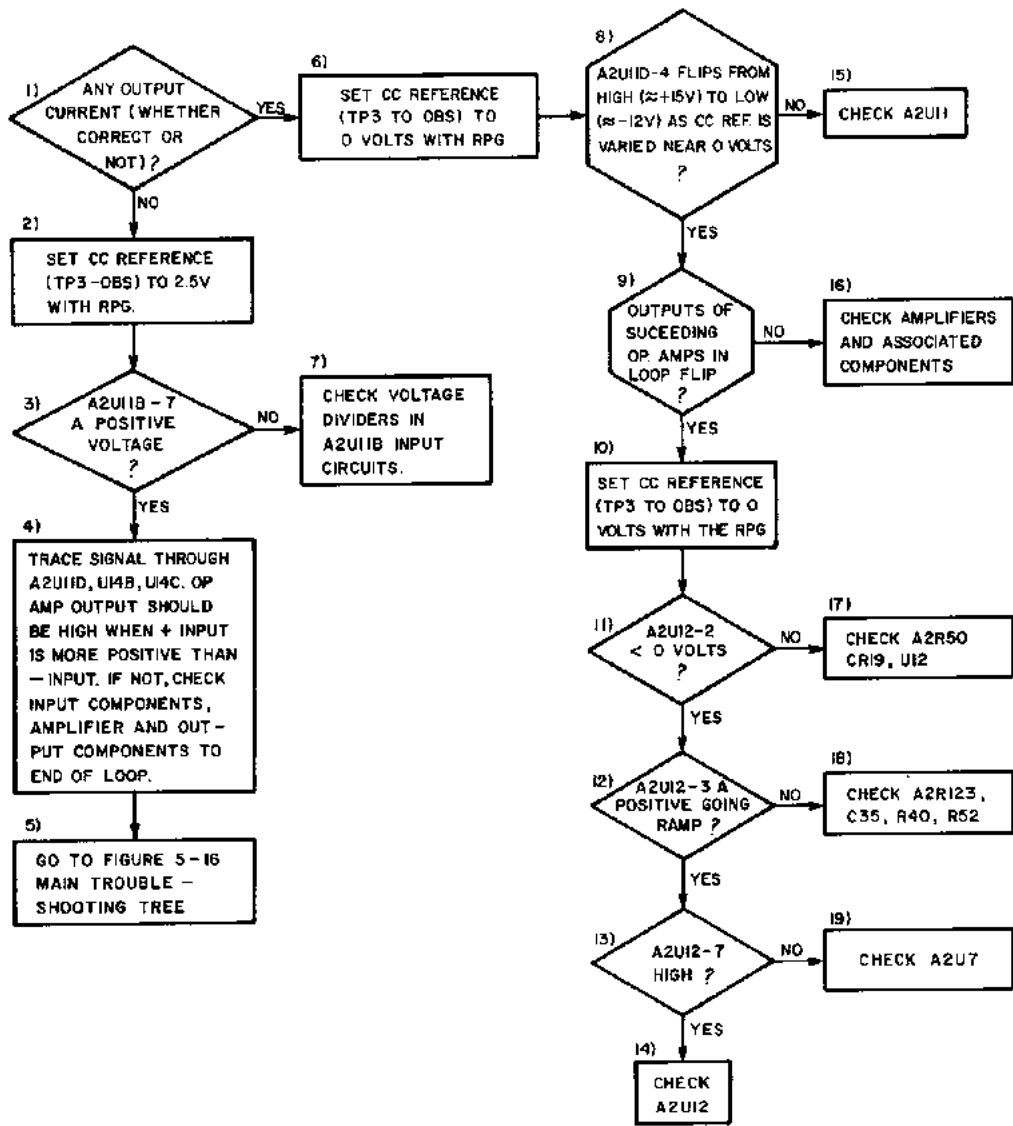 1)
ANY OUTPUT
CURRENT (WHETHER
CORRECT OR
NOT)?
YES
NO
2)
SET CC REFERENCE
(TP3-OBS) TO 2.5V
WITH RPG.
3)
A2U11B-7
A POSITIVE
VOLTAGE
?
NO
YES
4)
TRACE SIGNAL THROUGH
A2U11D, U14B, U14C. OP
AMP OUTPUT SHOULD
BE HIGH WHEN + INPUT
IS MORE POSITIVE THAN
- INPUT. IF NOT, CHECK
INPUT COMPONENTS,
AMPLIFIER AND OUT-
PUT COMPONENTS TO
END OF LOOP.
5)
GO TO FIGURE 5-16
MAIN TROUBLE -
SHOOTING TREE
6)
SET CC REFERENCE
(TP3 TO OBS) TO
0 VOLTS WITH RPG
7)
CHECK VOLTAGE
DIVIDERS IN
A2U11B INPUT
CIRCUITS.
8)
A2U11D-4 FLIPS FROM
HIGH (≈+15V) TO LOW
(≈-12V) AS CC REF. IS
VARIED NEAR 0 VOLTS
?
NO
YES
9)
OUTPUTS OF
SUCEEDING
OP. AMPS IN
LOOP FLIP
?
NO
YES
10)
SET CC REFERENCE
(TP3 TO OBS) TO 0
VOLTS WITH THE RPG
11)
A2U12-2
< 0 VOLTS
?
NO
YES
12)
A2U12-3 A
POSITIVE GOING
RAMP ?
NO
YES
13)
A2U12-7
HIGH ?
NO
YES
14)
CHECK
A2U12
15)
CHECK A2U11
16)
CHECK AMPLIFIERS
AND ASSOCIATED
COMPONENTS
17)
CHECK A2R50
CR19, U12
18)
CHECK A2R123,
C35, R40, R52
19)
CHECK A2U7